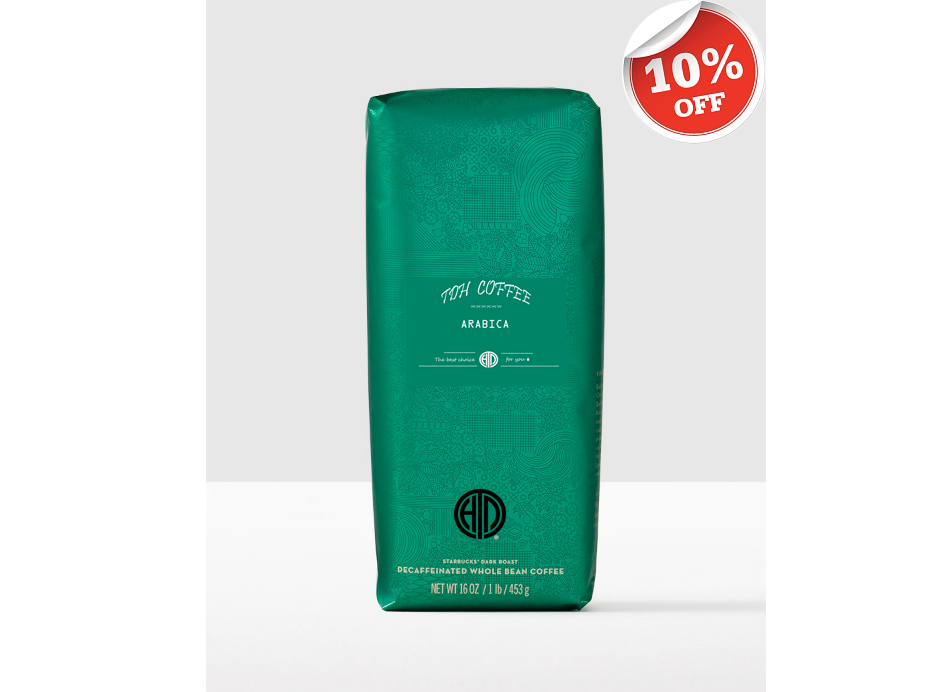 10%
OFF
TDH COFFEE
ARABICA
The best choice
for you
STARBUCKS® DARK ROAST
DECAFFEINATED WHOLE BEAN COFFEE
NET WT 16 OZ / 1 lb / 453 g